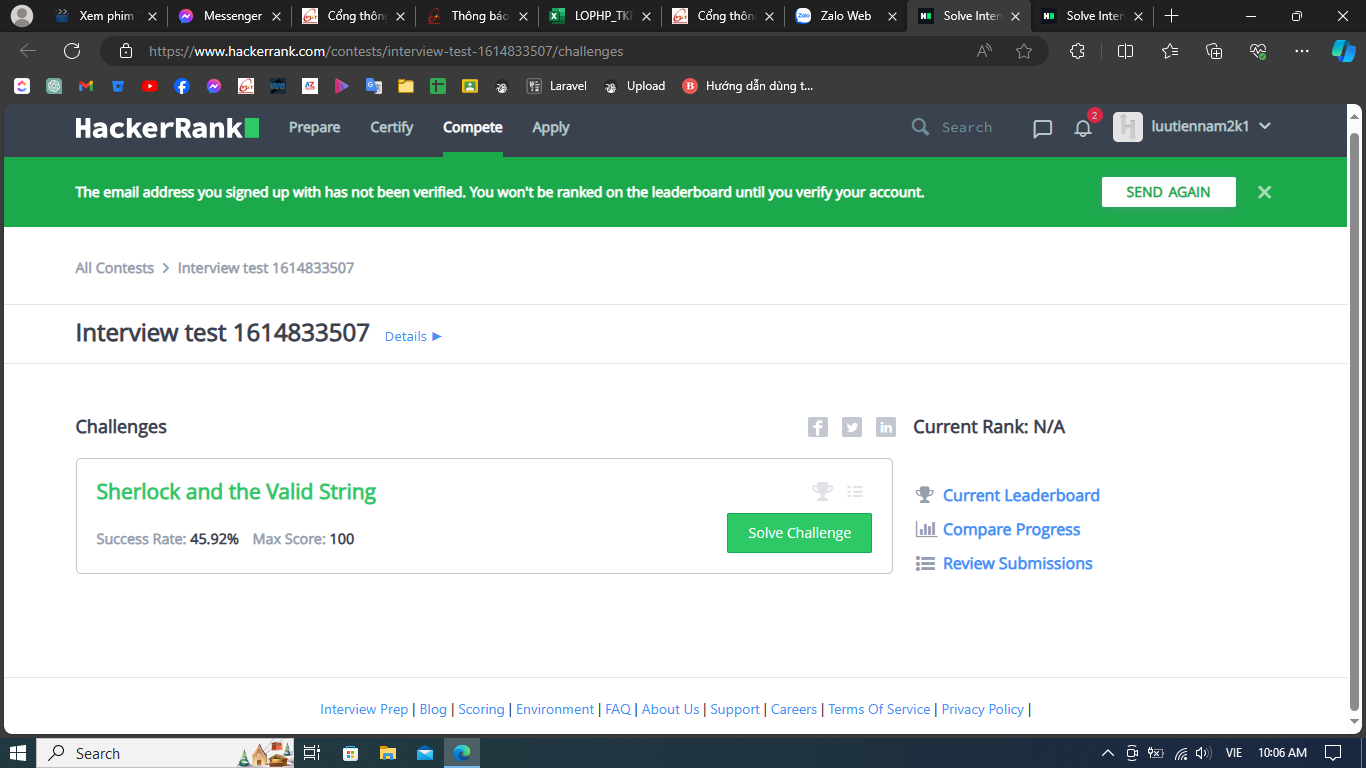 Xem phim
Messenger
Cổng thôn
Thông báo
LOPHP_TKB
Cổng thôn
Zalo Web
Solve Inter
Solve Inter
https://www.hackerrank.com/contests/interview-test-1614833507/challenges
Laravel
Upload
Hướng dẫn dùng t...
HackerRank
Prepare
Certify
Compete
Apply
Search
2
luutiennam2k1
The email address you signed up with has not been verified. You won't be ranked on the leaderboard until you verify your account.
SEND AGAIN
All Contests > Interview test 1614833507
Interview test 1614833507 Details ▶
Challenges
Current Rank: N/A
Sherlock and the Valid String
Success Rate: 45.92% Max Score: 100
Solve Challenge
Current Leaderboard
Compare Progress
Review Submissions
Interview Prep | Blog | Scoring | Environment | FAQ | About Us | Support | Careers | Terms Of Service | Privacy Policy |
Search
VIE
10:06 AM